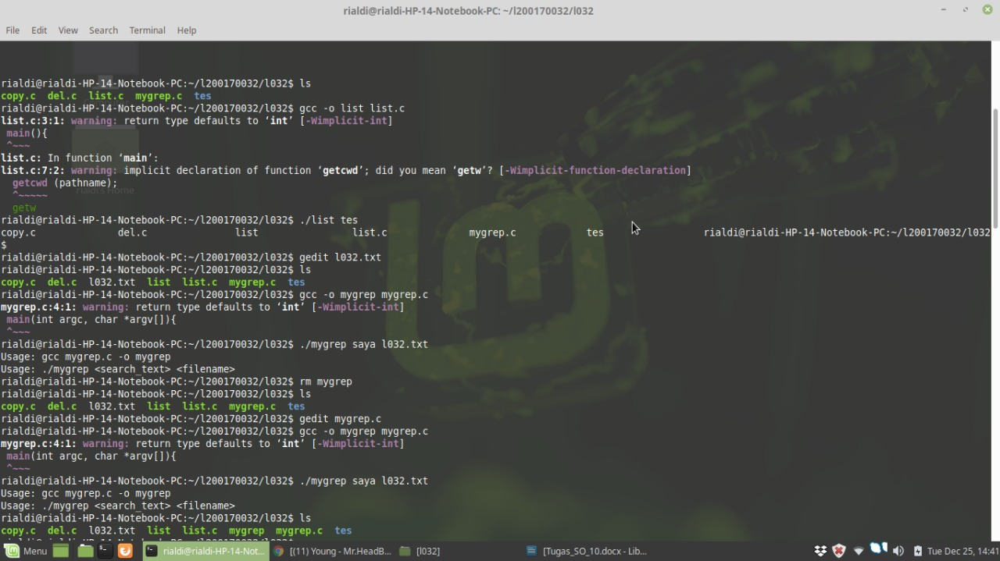 rialdi@rialdi-HP-14-Notebook-PC: ~/l200170032/l032
File Edit View Search Terminal Help
rialdi@rialdi-HP-14-Notebook-PC:~/l200170032/l032$ ls
copy.c  del.c  list.c  mygrep.c  tes
rialdi@rialdi-HP-14-Notebook-PC:~/l200170032/l032$ gcc -o list list.c
list.c:3:1: warning: return type defaults to ‘int’ [-Wimplicit-int]
 main(){
 ^~~~
list.c: In function ‘main’:
list.c:7:2: warning: implicit declaration of function ‘getcwd’; did you mean ‘getw’? [-Wimplicit-function-declaration]
  getcwd (pathname);
  ^~~~~~
rialdi's Home
  getw
rialdi@rialdi-HP-14-Notebook-PC:~/l200170032/l032$ ./list tes
copy.c del.c list list.c mygrep.c tes rialdi@rialdi-HP-14-Notebook-PC:~/l200170032/l032
$
rialdi@rialdi-HP-14-Notebook-PC:~/l200170032/l032$ gedit l032.txt
rialdi@rialdi-HP-14-Notebook-PC:~/l200170032/l032$ ls
copy.c  del.c  l032.txt  list  list.c  mygrep.c  tes
rialdi@rialdi-HP-14-Notebook-PC:~/l200170032/l032$ gcc -o mygrep mygrep.c
mygrep.c:4:1: warning: return type defaults to ‘int’ [-Wimplicit-int]
 main(int argc, char *argv[]){
 ^~~~
rialdi@rialdi-HP-14-Notebook-PC:~/l200170032/l032$ ./mygrep saya l032.txt
Usage: gcc mygrep.c -o mygrep
Usage: ./mygrep <search_text> <filename>
rialdi@rialdi-HP-14-Notebook-PC:~/l200170032/l032$ rm mygrep
rialdi@rialdi-HP-14-Notebook-PC:~/l200170032/l032$ ls
copy.c  del.c  l032.txt  list  list.c  mygrep.c  tes
rialdi@rialdi-HP-14-Notebook-PC:~/l200170032/l032$ gedit mygrep.c
rialdi@rialdi-HP-14-Notebook-PC:~/l200170032/l032$ gcc -o mygrep mygrep.c
mygrep.c:4:1: warning: return type defaults to ‘int’ [-Wimplicit-int]
 main(int argc, char *argv[]){
 ^~~~
rialdi@rialdi-HP-14-Notebook-PC:~/l200170032/l032$ ./mygrep saya l032.txt
Usage: gcc mygrep.c -o mygrep
Usage: ./mygrep <search_text> <filename>
rialdi@rialdi-HP-14-Notebook-PC:~/l200170032/l032$ ls
copy.c  del.c  l032.txt  list  list.c  mygrep  mygrep.c  tes
Menu rialdi@rialdi-HP-14-Not... [(11) Young - Mr.HeadB... [l032] [Tugas_SO_10.docx - Lib... Tue Dec 25, 14:41